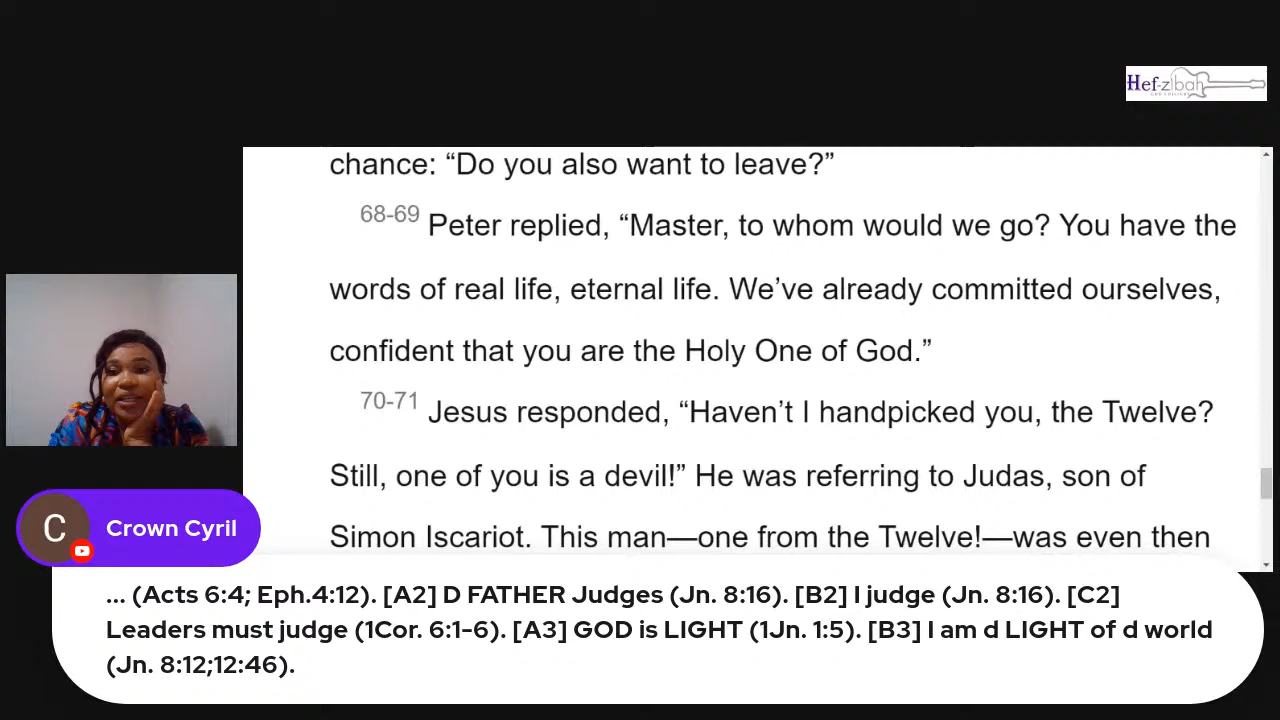 Hef-zibah
chance: “Do you also want to leave?”
68-69 Peter replied, “Master, to whom would we go? You have the
words of real life, eternal life. We’ve already committed ourselves,
confident that you are the Holy One of God.”
70-71 Jesus responded, “Haven’t I handpicked you, the Twelve?
Still, one of you is a devil!” He was referring to Judas, son of
Simon Iscariot. This man—one from the Twelve!—was even then
C Crown Cyril
... (Acts 6:4; Eph.4:12). [A2] D FATHER Judges (Jn. 8:16). [B2] I judge (Jn. 8:16). [C2]
Leaders must judge (1Cor. 6:1-6). [A3] GOD is LIGHT (1Jn. 1:5). [B3] I am d LIGHT of d world
(Jn. 8:12;12:46).